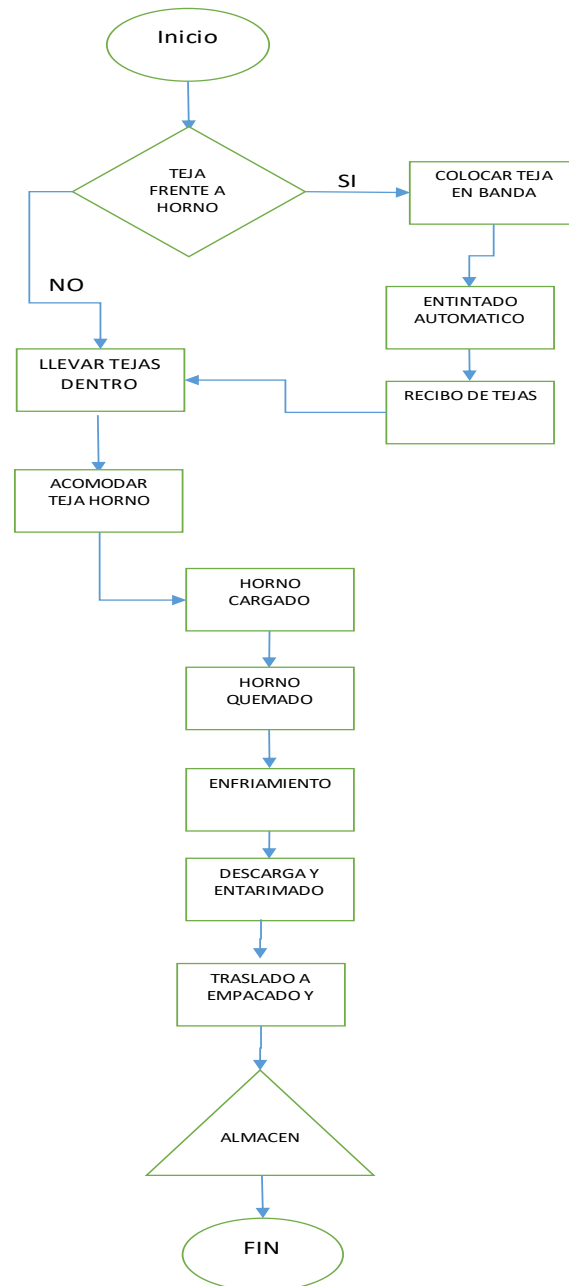 Inicio
TEJA
FRENTE A
HORNO
SI
COLOCAR TEJA
EN BANDA
ENTINTADO
AUTOMATICO
RECIBO DE TEJAS
NO
LLEVAR TEJAS
DENTRO
ACOMODAR
TEJA HORNO
HORNO
CARGADO
HORNO
QUEMADO
ENFRIAMIENTO
DESCARGA Y
ENTARIMADO
TRASLADO A
EMPACADO Y
ALMACEN
FIN